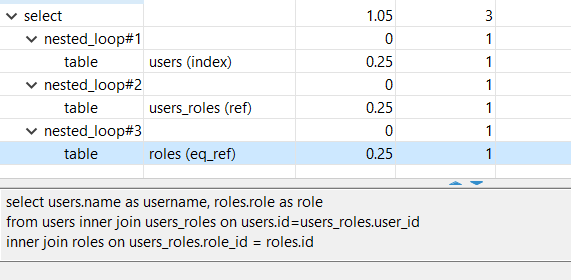 select 1.05 3
nested_loop#1 0 1
table users (index) 0.25 1
nested_loop#2 0 1
table users_roles (ref) 0.25 1
nested_loop#3 0 1
table roles (eq_ref) 0.25 1
select users.name as username, roles.role as role
from users inner join users_roles on users.id=users_roles.user_id
inner join roles on users_roles.role_id = roles.id